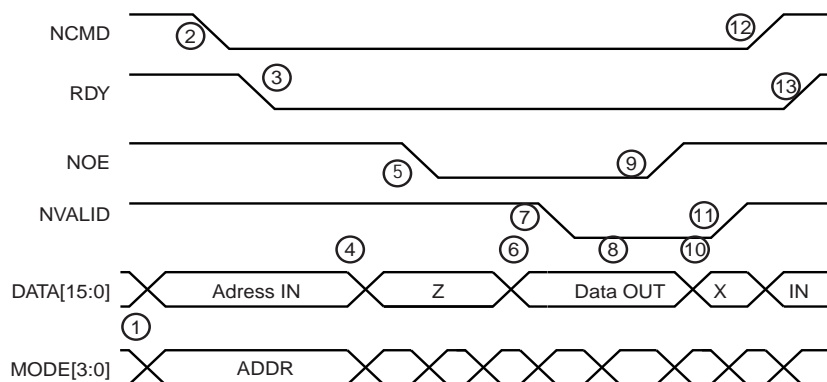 NCMD 2 12
RDY 3 13
NOE 5 9
NVALID 7 11
4 6 8 10
DATA[15:0] Adress IN Z Data OUT X IN
1
MODE[3:0] ADDR